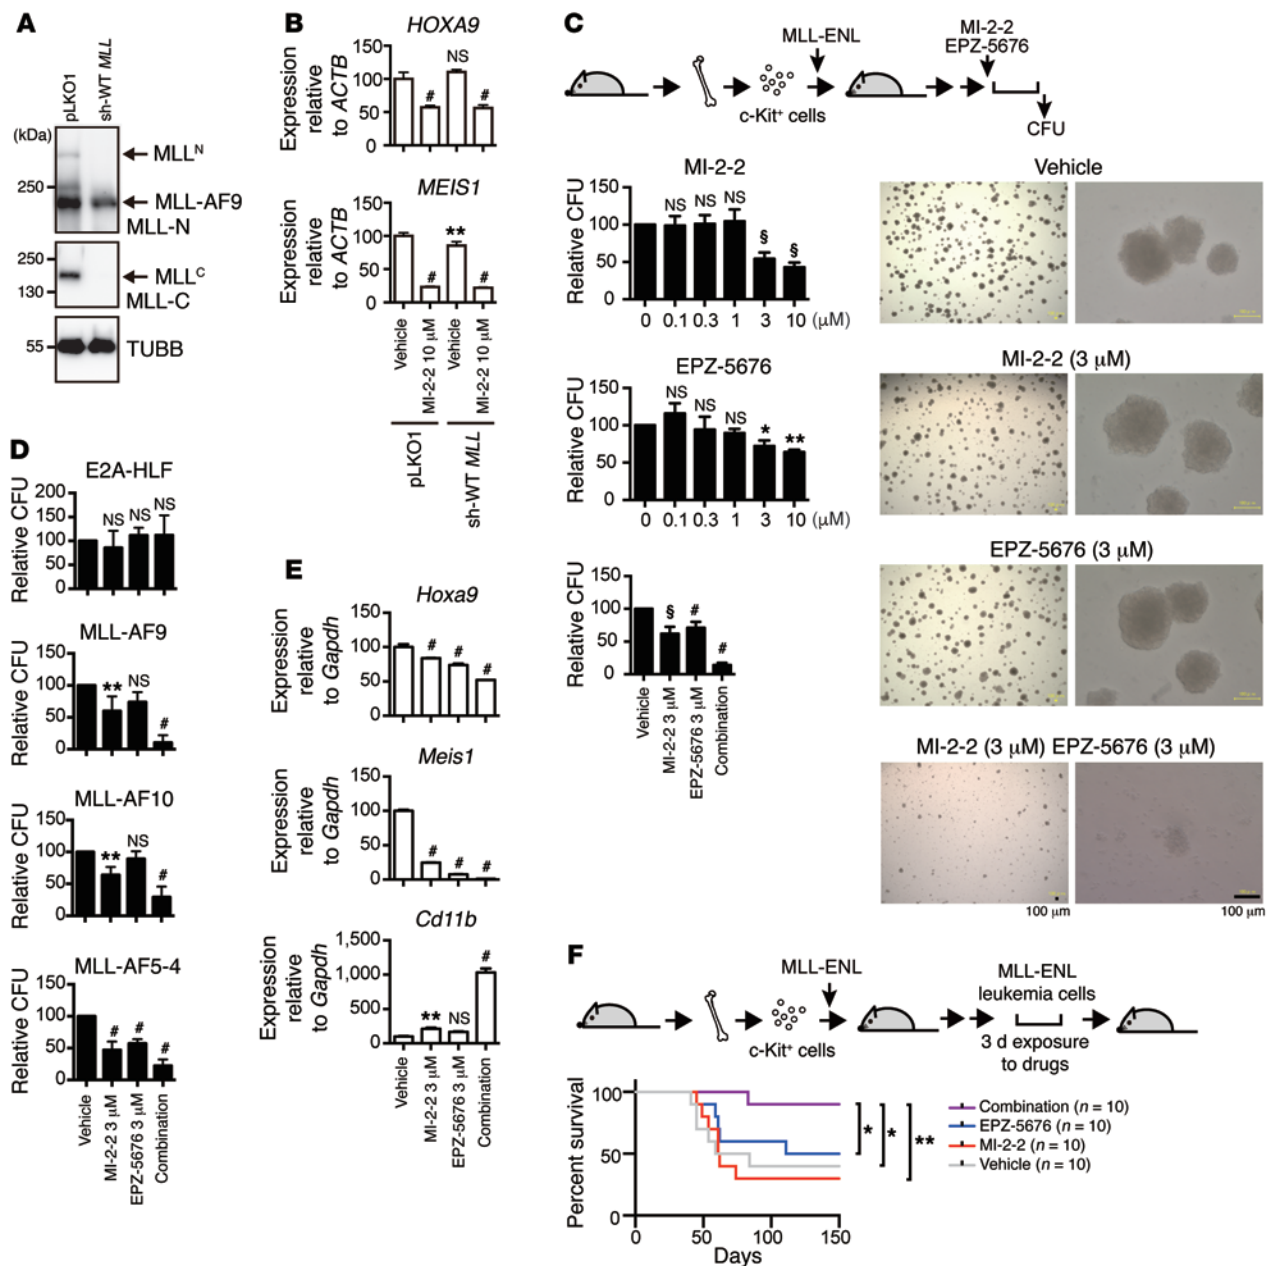 A
pLKO1
sh-WT MLL
(kDa)
MLLᴺ
250
MLL-AF9
MLL-N
250
MLLᶜ
130
MLL-C
55
TUBB
B
HOXA9
Expression
relative
to ACTB
150
100
50
0
#
NS
#
MEIS1
Expression
relative
to ACTB
150
100
50
0
#
**
#
Vehicle
MI-2-2 10 μM
Vehicle
MI-2-2 10 μM
pLKO1
sh-WT MLL
C
MLL-ENL
c-Kit⁺ cells
MI-2-2
EPZ-5676
CFU
MI-2-2
Relative CFU
150
100
50
0
NS NS NS § §
0 0.1 0.3 1 3 10 (μM)
EPZ-5676
Relative CFU
150
100
50
0
NS NS NS * **
0 0.1 0.3 1 3 10 (μM)
Relative CFU
150
100
50
0
§ # #
Vehicle
MI-2-2 3 μM
EPZ-5676 3 μM
Combination
Vehicle
MI-2-2 (3 μM)
EPZ-5676 (3 μM)
MI-2-2 (3 μM) EPZ-5676 (3 μM)
100 μm
100 μm
D
E2A-HLF
Relative CFU
200
150
100
50
0
NS NS NS
MLL-AF9
Relative CFU
150
100
50
0
** NS #
MLL-AF10
Relative CFU
150
100
50
0
** NS #
MLL-AF5-4
Relative CFU
150
100
50
0
# # #
Vehicle
MI-2-2 3 μM
EPZ-5676 3 μM
Combination
E
Hoxa9
Expression
relative
to Gapdh
150
100
50
0
# # #
Meis1
Expression
relative
to Gapdh
150
100
50
0
# # #
Cd11b
Expression
relative
to Gapdh
1,500
1,000
500
0
** NS #
Vehicle
MI-2-2 3 μM
EPZ-5676 3 μM
Combination
F
MLL-ENL
c-Kit⁺ cells
MLL-ENL
leukemia cells
3 d exposure
to drugs
Percent survival
100
50
0
0 50 100 150
Days
* * **
Combination (n = 10)
EPZ-5676 (n = 10)
MI-2-2 (n = 10)
Vehicle (n = 10)